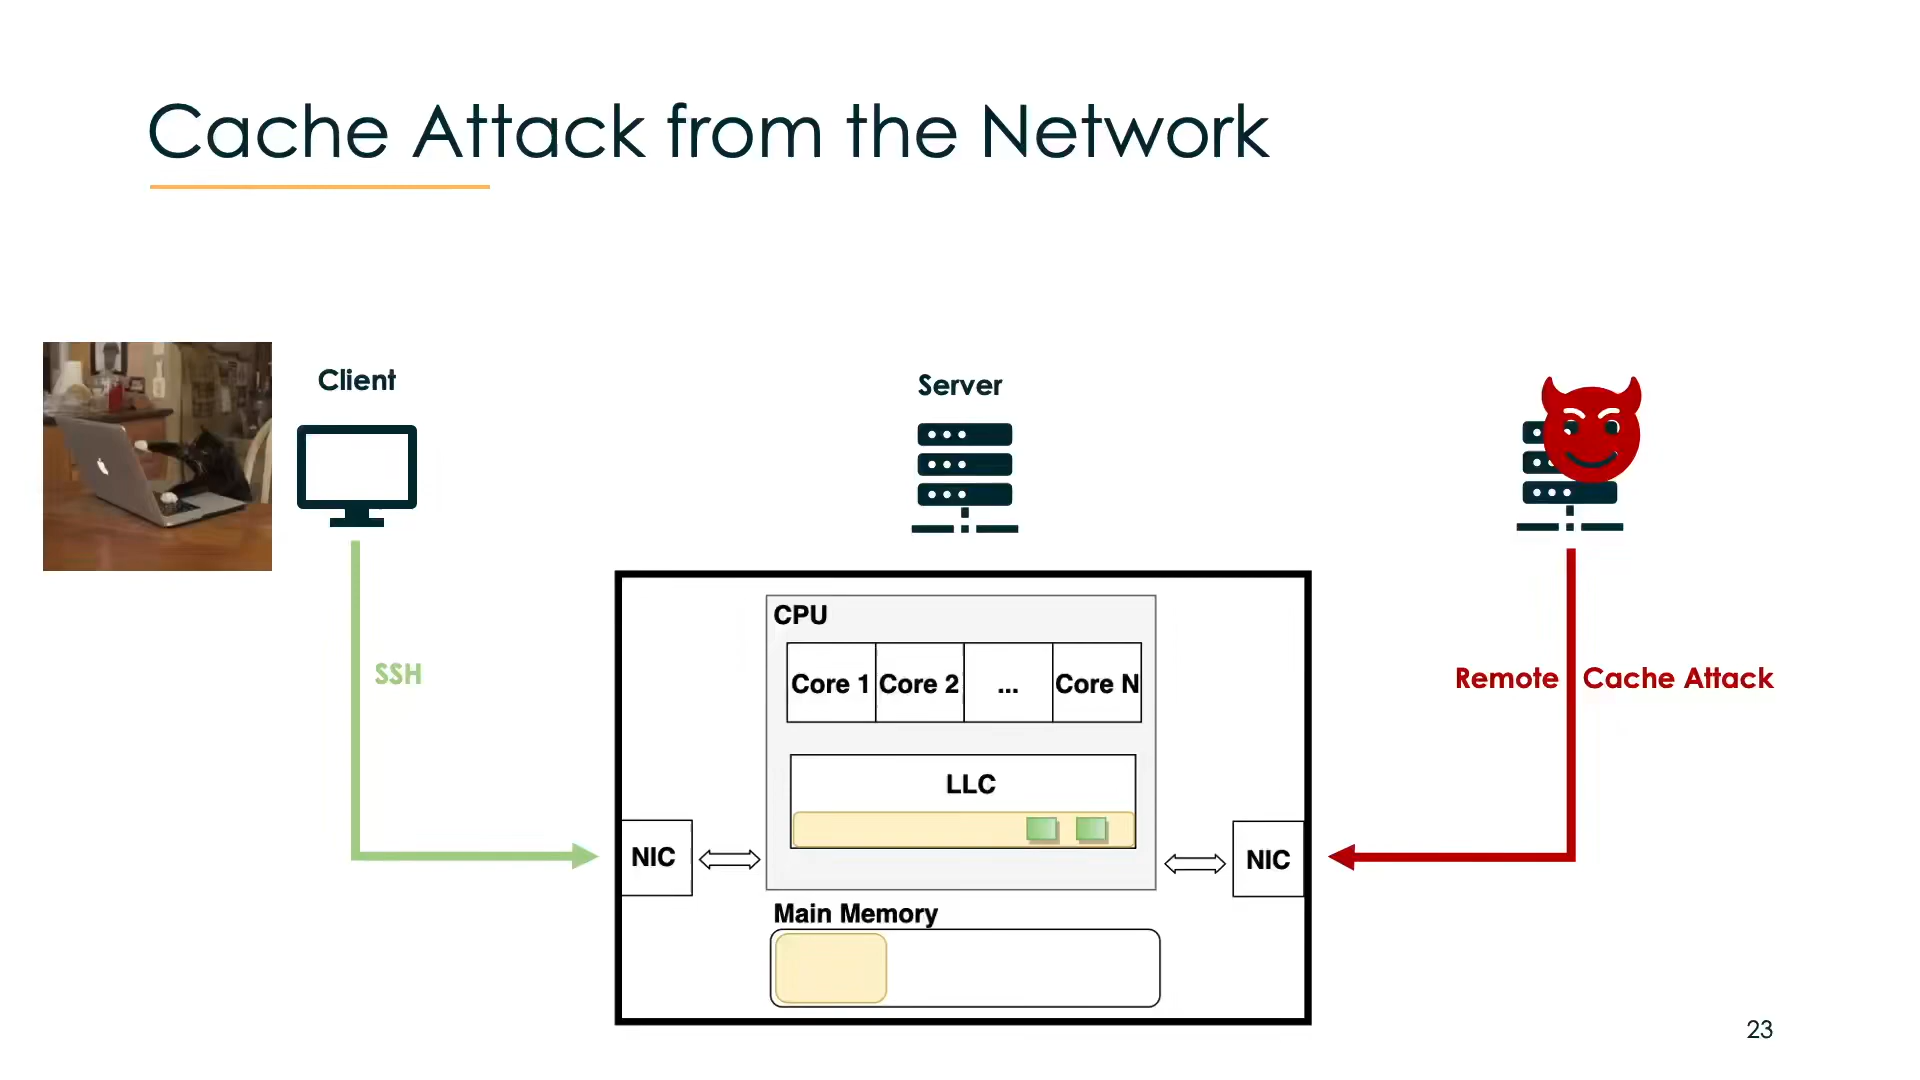 Cache Attack from the Network
Client
Server
SSH
Remote Cache Attack
CPU
Core 1 Core 2 ... Core N
LLC
NIC
NIC
Main Memory
23